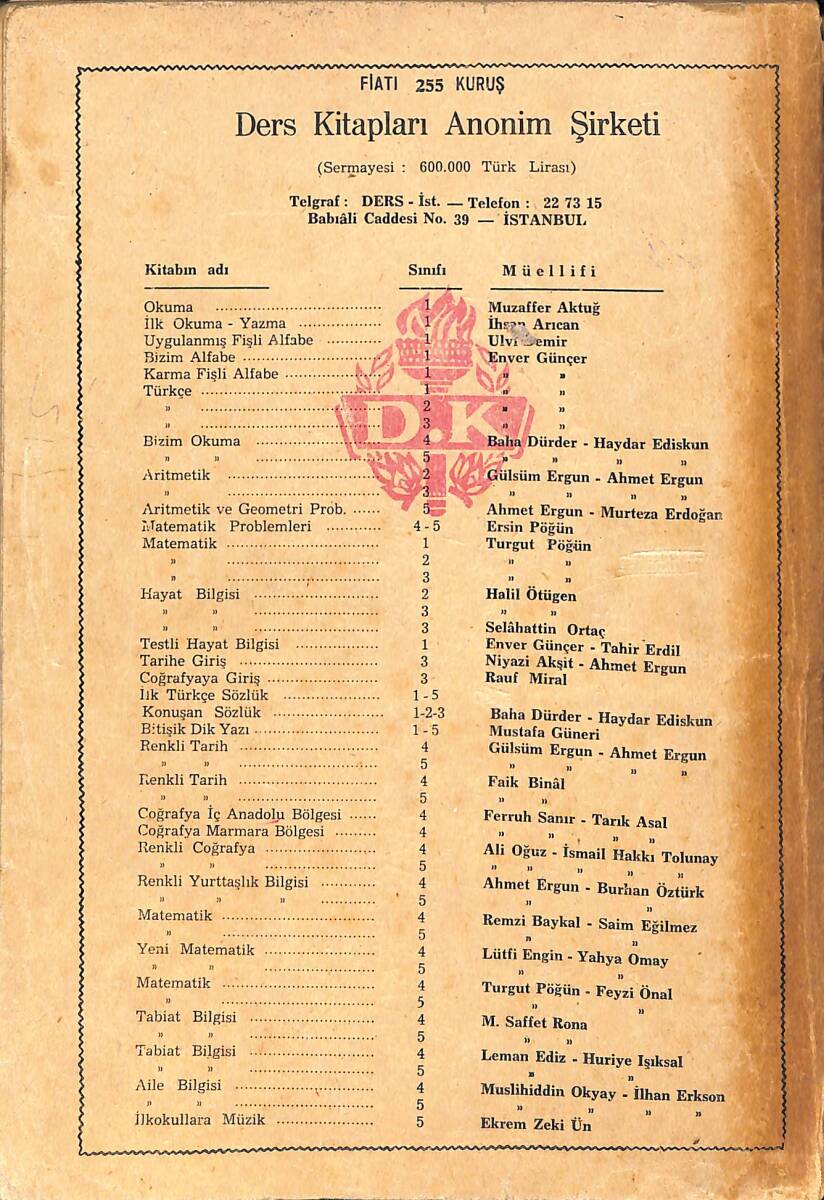 FİATI 255 KURUŞ
Ders Kitapları Anonim Şirketi
(Sermayesi : 600.000 Türk Lirası)
Telgraf : DERS - İst. — Telefon : 22 73 15
Babıâli Caddesi No. 39 — İSTANBUL
Kitabın adı Sınıfı Müellifi
Okuma 1 Muzaffer Aktuğ
İlk Okuma - Yazma 1 İhsan Arıcan
Uygulanmış Fişli Alfabe 1 Ulvi Demir
Bizim Alfabe 1 Enver Günçer
Karma Fişli Alfabe 1 » »
Türkçe 1 » »
» 2 » »
» 3 » »
Bizim Okuma 4 Baha Dürder - Haydar Ediskun
» » 5 » » » »
Aritmetik 2 Gülsüm Ergun - Ahmet Ergun
» 3 » » » »
Aritmetik ve Geometri Prob. 5 Ahmet Ergun - Murteza Erdoğan
Matematik Problemleri 4 - 5 Ersin Pöğün
Matematik 1 Turgut Pöğün
» 2 » »
» 3 » »
Hayat Bilgisi 2 Halil Ötügen
» » 3 » »
» » 3 Selâhattin Ortaç
Testli Hayat Bilgisi 1 Enver Günçer - Tahir Erdil
Tarihe Giriş 3 Niyazi Akşit - Ahmet Ergun
Coğrafyaya Giriş 3 Rauf Miral
İlk Türkçe Sözlük 1 - 5
Konuşan Sözlük 1-2-3 Baha Dürder - Haydar Ediskun
Bitişik Dik Yazı 1 - 5 Mustafa Güneri
Renkli Tarih 4 Gülsüm Ergun - Ahmet Ergun
» » 5 » » » »
Renkli Tarih 4 Faik Binâl
» » 5 » »
Coğrafya İç Anadolu Bölgesi 4 Ferruh Sanır - Tarık Asal
Coğrafya Marmara Bölgesi 4 » » » »
Renkli Coğrafya 4 Ali Oğuz - İsmail Hakkı Tolunay
» » 5 » » » » »
Renkli Yurttaşlık Bilgisi 4 Ahmet Ergun - Burhan Öztürk
» » » 5 » »
Matematik 4 Remzi Baykal - Saim Eğilmez
» 5 » »
Yeni Matematik 4 Lütfi Engin - Yahya Omay
» » 5 » »
Matematik 4 Turgut Pöğün - Feyzi Önal
» 5 » »
Tabiat Bilgisi 4 M. Saffet Rona
» » 5 » »
Tabiat Bilgisi 4 Leman Ediz - Huriye Işıksal
» » 5 » »
Aile Bilgisi 4 Muslihiddin Okyay - İlhan Erkson
» » 5 » » » »
İlkokullara Müzik 5 Ekrem Zeki Ün
D.K